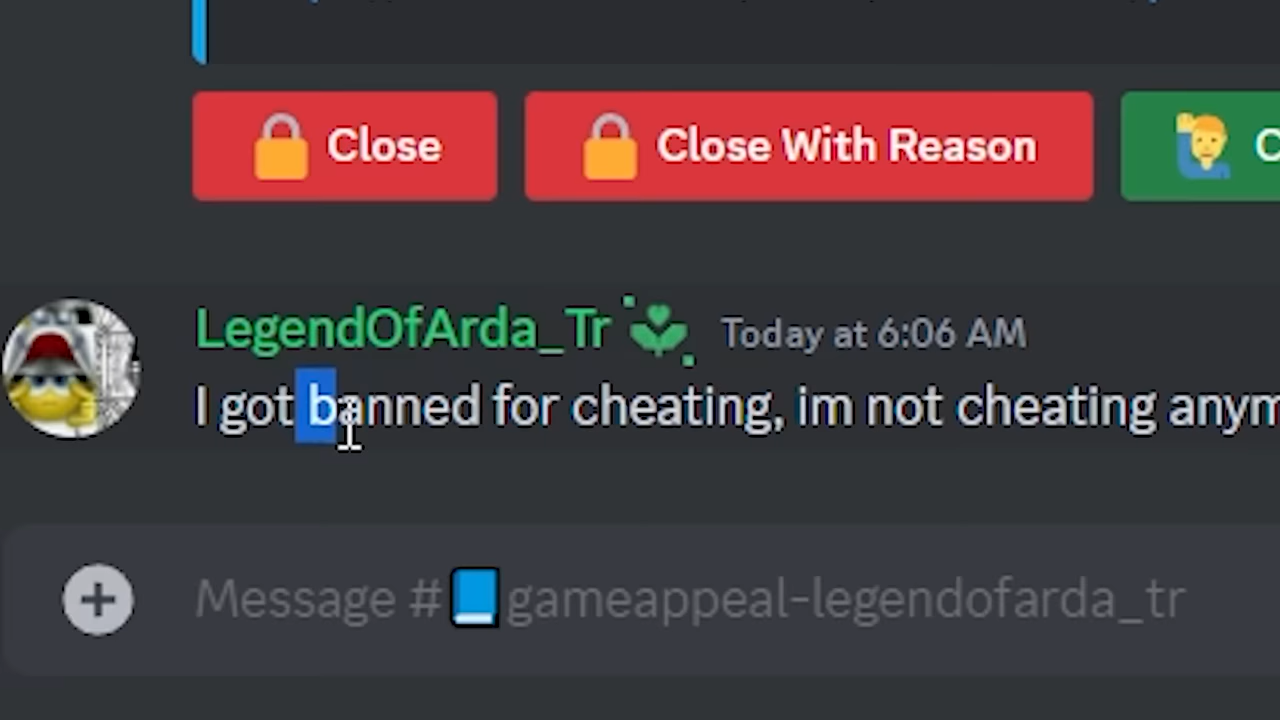 Close
Close With Reason
LegendOfArda_Tr Today at 6:06 AM
I got banned for cheating, im not cheating
Message # gameappeal-legendofarda_tr